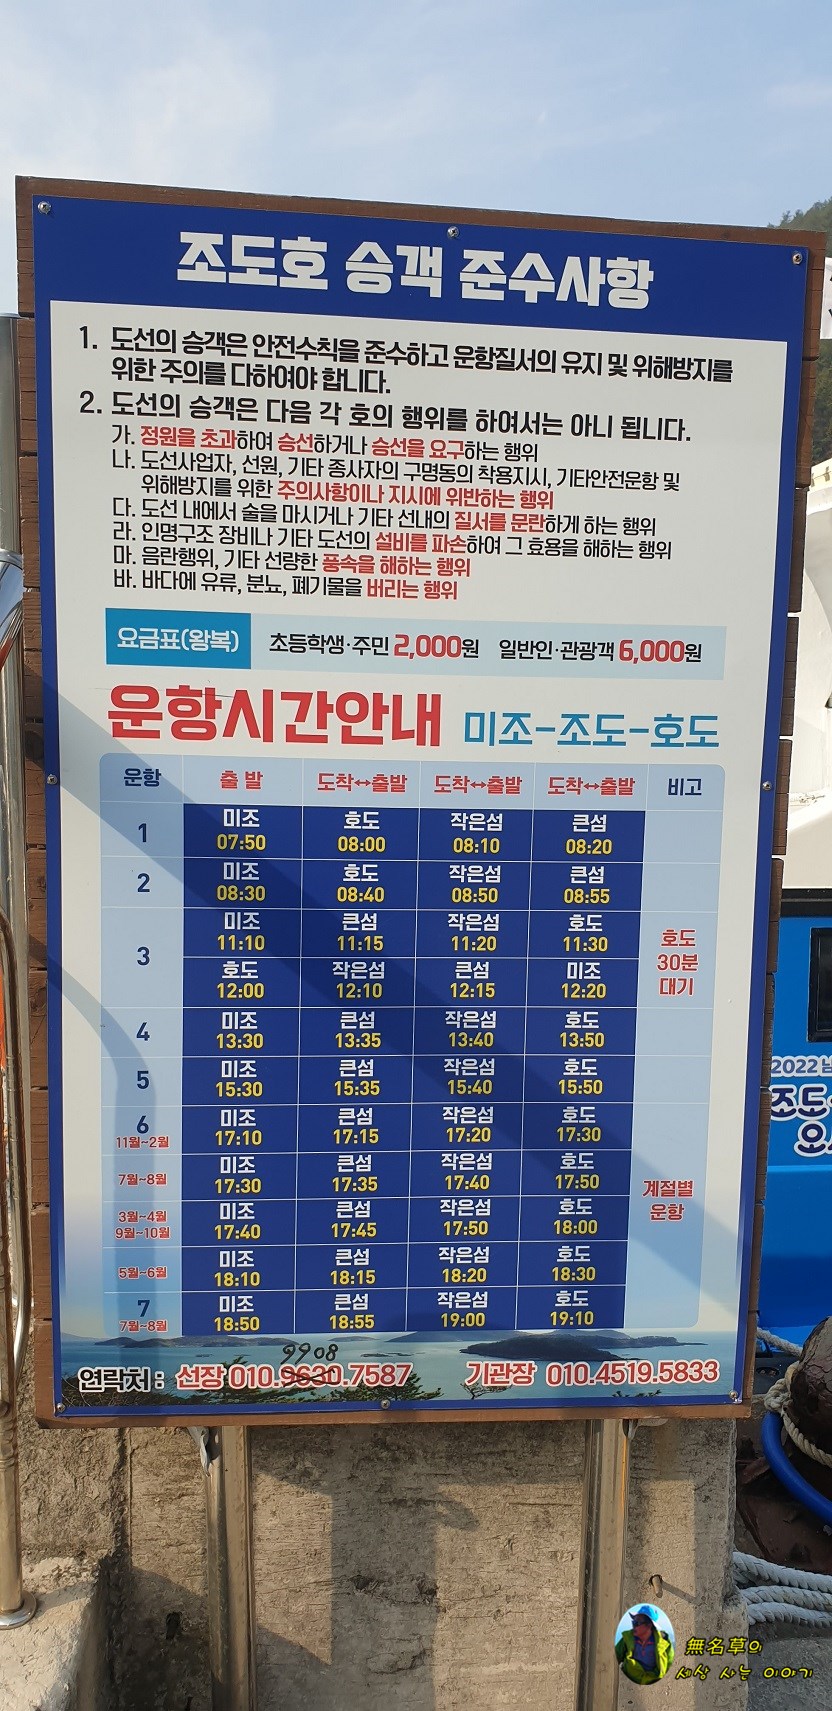 조도호 승객 준수사항
1. 도선의 승객은 안전수칙을 준수하고 운항질서의 유지 및 위해방지를
위한 주의를 다하여야 합니다.
2. 도선의 승객은 다음 각 호의 행위를 하여서는 아니 됩니다.
가. 정원을 초과하여 승선하거나 승선을 요구하는 행위
나. 도선사업자, 선원, 기타 종사자의 구명동의 착용지시, 기타안전운항 및
위해방지를 위한 주의사항이나 지시에 위반하는 행위
다. 도선 내에서 술을 마시거나 기타 선내의 질서를 문란하게 하는 행위
라. 인명구조 장비나 기타 도선의 설비를 파손하여 그 효용을 해하는 행위
마. 음란행위, 기타 선량한 풍속을 해하는 행위
바. 바다에 유류, 분뇨, 폐기물을 버리는 행위
요금표(왕복) 초등학생·주민 2,000원 일반인·관광객 6,000원
운항시간안내 미조-조도-호도
운항 출 발 도착↔출발 도착↔출발 도착↔출발 비고
1 미조 호도 작은섬 큰섬
07:50 08:00 08:10 08:20
2 미조 호도 작은섬 큰섬
08:30 08:40 08:50 08:55
3 미조 큰섬 작은섬 호도
11:10 11:15 11:20 11:30
호도 작은섬 큰섬 미조
12:00 12:10 12:15 12:20
호도
30분
대기
4 미조 큰섬 작은섬 호도
13:30 13:35 13:40 13:50
5 미조 큰섬 작은섬 호도
15:30 15:35 15:40 15:50
6 미조 큰섬 작은섬 호도
11월~2월 17:10 17:15 17:20 17:30
7월~8월 미조 큰섬 작은섬 호도
17:30 17:35 17:40 17:50
3월~4월 미조 큰섬 작은섬 호도
9월~10월 17:40 17:45 17:50 18:00
5월~6월 미조 큰섬 작은섬 호도
18:10 18:15 18:20 18:30
7 미조 큰섬 작은섬 호도
7월~8월 18:50 18:55 19:00 19:10
계절별
운항
9908
연락처 : 선장 010.9630.7587 기관장 010.4519.5833
2022
조도
無名草의
세상 사는 이야기